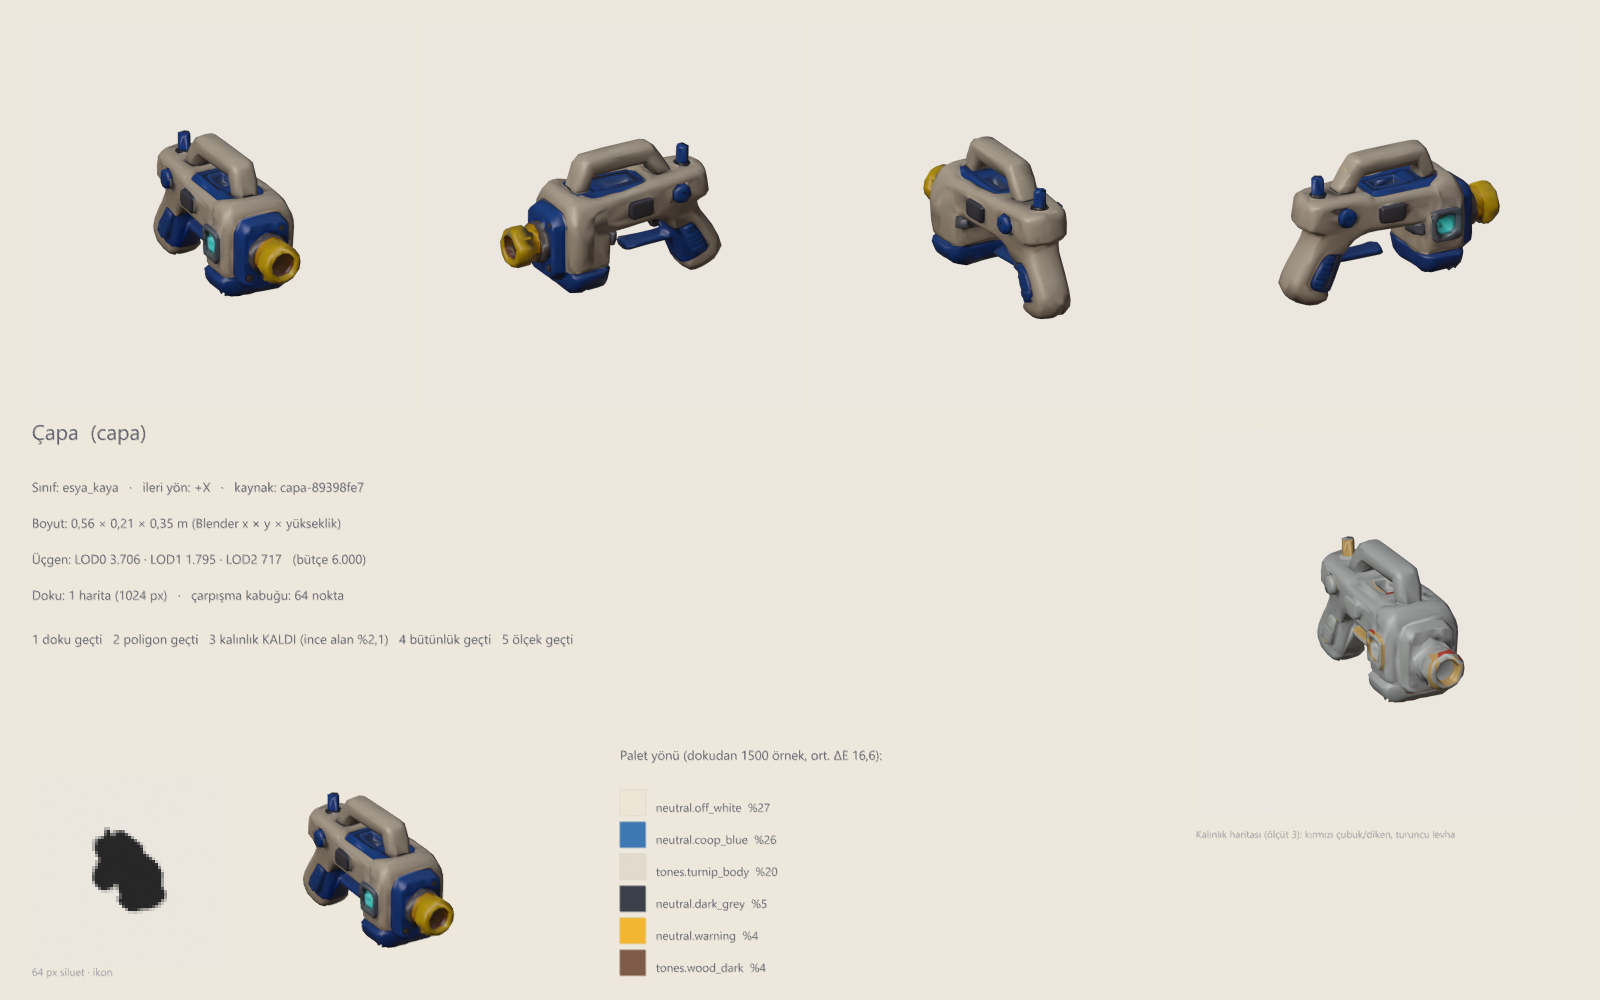 Çapa (capa)
Sınıf: esya_kaya · ileri yön: +X · kaynak: capa-89398fe7
Boyut: 0,56 × 0,21 × 0,35 m (Blender x × y × yükseklik)
Üçgen: LOD0 3.706 · LOD1 1.795 · LOD2 717 (bütçe 6.000)
Doku: 1 harita (1024 px) · çarpışma kabuğu: 64 nokta
1 doku geçti 2 poligon geçti 3 kalınlık KALDI (ince alan %2,1) 4 bütünlük geçti 5 ölçek geçti
Palet yönü (dokudan 1500 örnek, ort. ΔE 16,6):
neutral.off_white %27
neutral.coop_blue %26
tones.turnip_body %20
neutral.dark_grey %5
neutral.warning %4
tones.wood_dark %4
Kalınlık haritası (ölçüt 3): kırmızı çubuk/diken, turuncu levha
64 px siluet · ikon